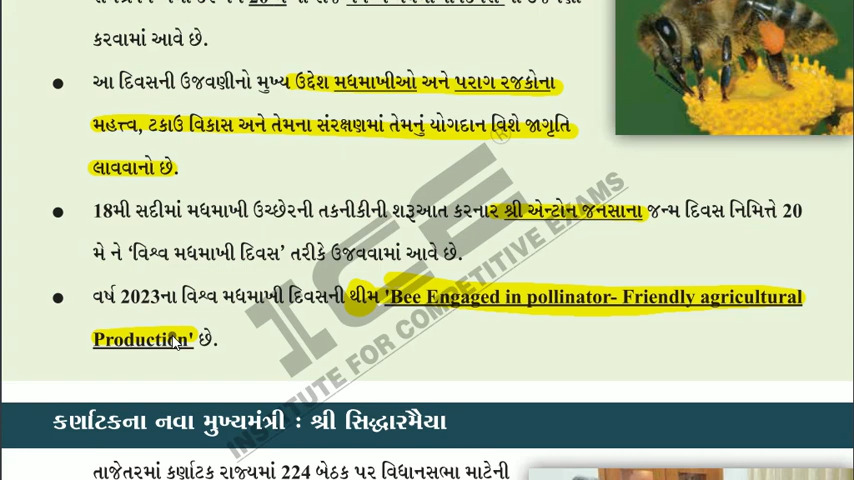 કરવામાં આવે છે.
● આ દિવસની ઉજવણીનો મુખ્ય ઉદ્દેશ મધમાખીઓ અને પરાગ રજકોના
મહત્ત્વ, ટકાઉ વિકાસ અને તેમના સંરક્ષણમાં તેમનું યોગદાન વિશે જાગૃતિ
લાવવાનો છે.
● 18મી સદીમાં મધમાખી ઉચ્છેરની તકનીકીની શરૂઆત કરનાર શ્રી એન્ટોન જનસાના જન્મ દિવસ નિમિત્તે 20
મે ને ‘વિશ્વ મધમાખી દિવસ’ તરીકે ઉજવવામાં આવે છે.
● વર્ષ 2023ના વિશ્વ મધમાખી દિવસની થીમ 'Bee Engaged in pollinator- Friendly agricultural
Production' છે.
ICE
INSTITUTE FOR COMPETITIVE EXAMS
®
કર્ણાટકના નવા મુખ્યમંત્રી : શ્રી સિદ્ધારમૈયા
તાજેતરમાં કર્ણાટક રાજ્યમાં 224 બેઠક પર વિધાનસભા માટેની